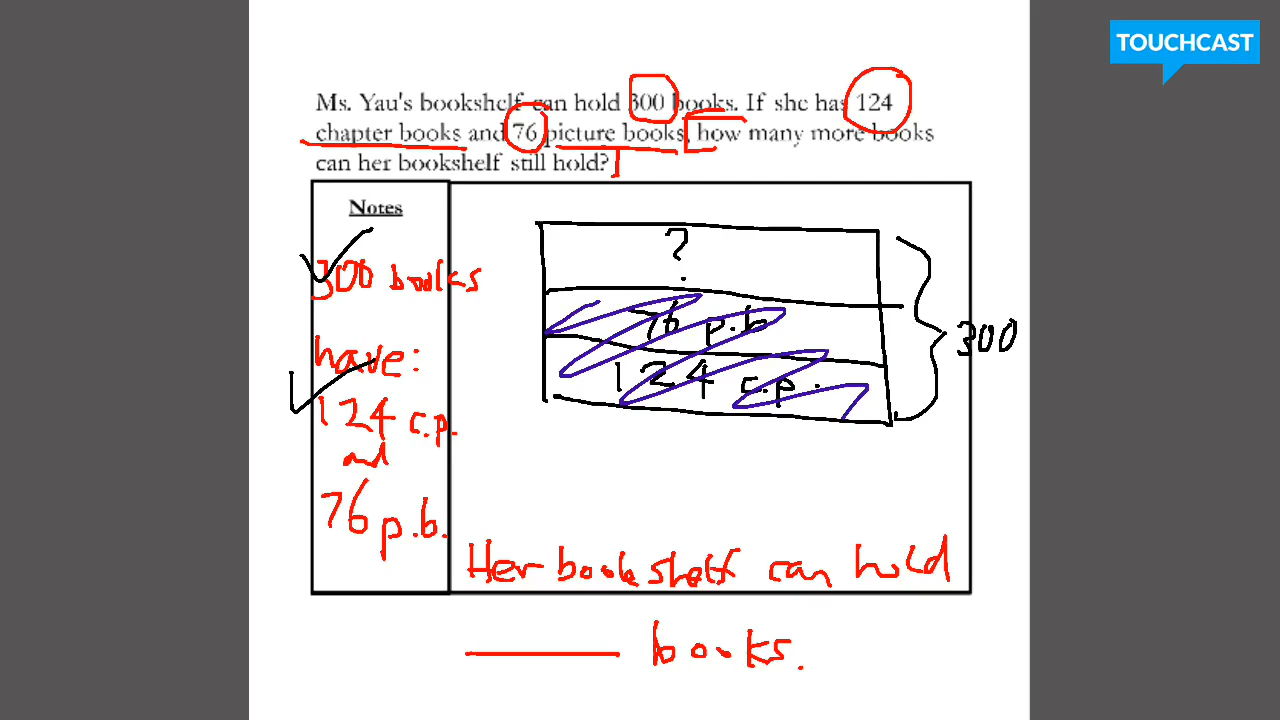 TOUCHCAST
Ms. Yau's bookshelf can hold 300 books. If she has 124
chapter books and 76 picture books, how many more books
can her bookshelf still hold?
Notes
300 books
have:
124 c.p.
and
76 p.b.
?
76 p.b
124 c.p.
300
Her bookshelf can hold
books.